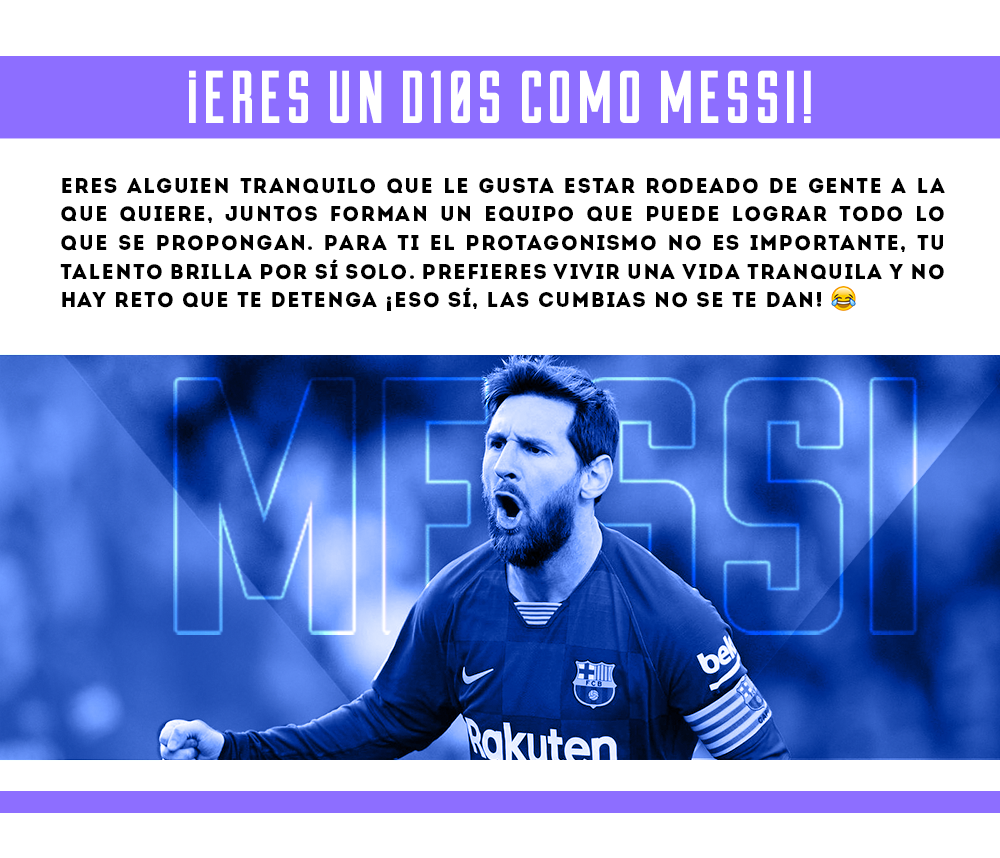 ¡ERES UN D10S COMO MESSI!
ERES ALGUIEN TRANQUILO QUE LE GUSTA ESTAR RODEADO DE GENTE A LA
QUE QUIERE, JUNTOS FORMAN UN EQUIPO QUE PUEDE LOGRAR TODO LO
QUE SE PROPONGAN. PARA TI EL PROTAGONISMO NO ES IMPORTANTE, TU
TALENTO BRILLA POR SÍ SOLO. PREFIERES VIVIR UNA VIDA TRANQUILA Y NO
HAY RETO QUE TE DETENGA ¡ESO SÍ, LAS CUMBIAS NO SE TE DAN! 😂
MESSI
FCB
Rakuten